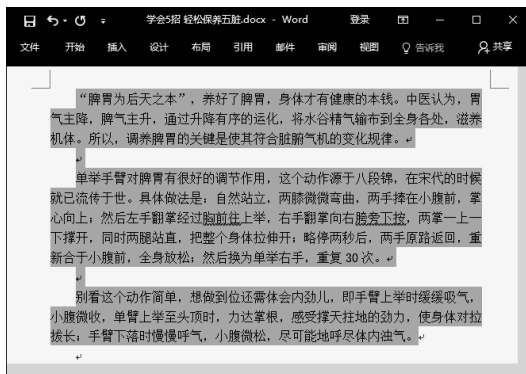 学会5招 轻松保养五脏.docx - Word 登录
文件 开始 插入 设计 布局 引用 邮件 审阅 视图 告诉我 共享
“脾胃为后天之本”，养好了脾胃，身体才有健康的本钱。中医认为，胃
气主降，脾气主升，通过升降有序的运化，将水谷精气输布到全身各处，滋养
机体。所以，调养脾胃的关键是使其符合脏腑气机的变化规律。
单举手臂对脾胃有很好的调节作用，这个动作源于八段锦，在宋代的时候
就已流传于世。具体做法是：自然站立，两膝微微弯曲，两手捧在小腹前，掌
心向上；然后左手翻掌经过胸前往上举，右手翻掌向右胯旁下按，两掌一上一
下撑开，同时两腿站直，把整个身体拉伸开；略停两秒后，两手原路返回，重
新合于小腹前，全身放松；然后换为单举右手，重复 30 次。
别看这个动作简单，想做到位还需体会内劲儿，即手臂上举时缓缓吸气，
小腹微收，单臂上举至头顶时，力达掌根，感受撑天拄地的劲力，使身体对拉
拔长；手臂下落时慢慢呼气，小腹微松，尽可能地呼尽体内浊气。